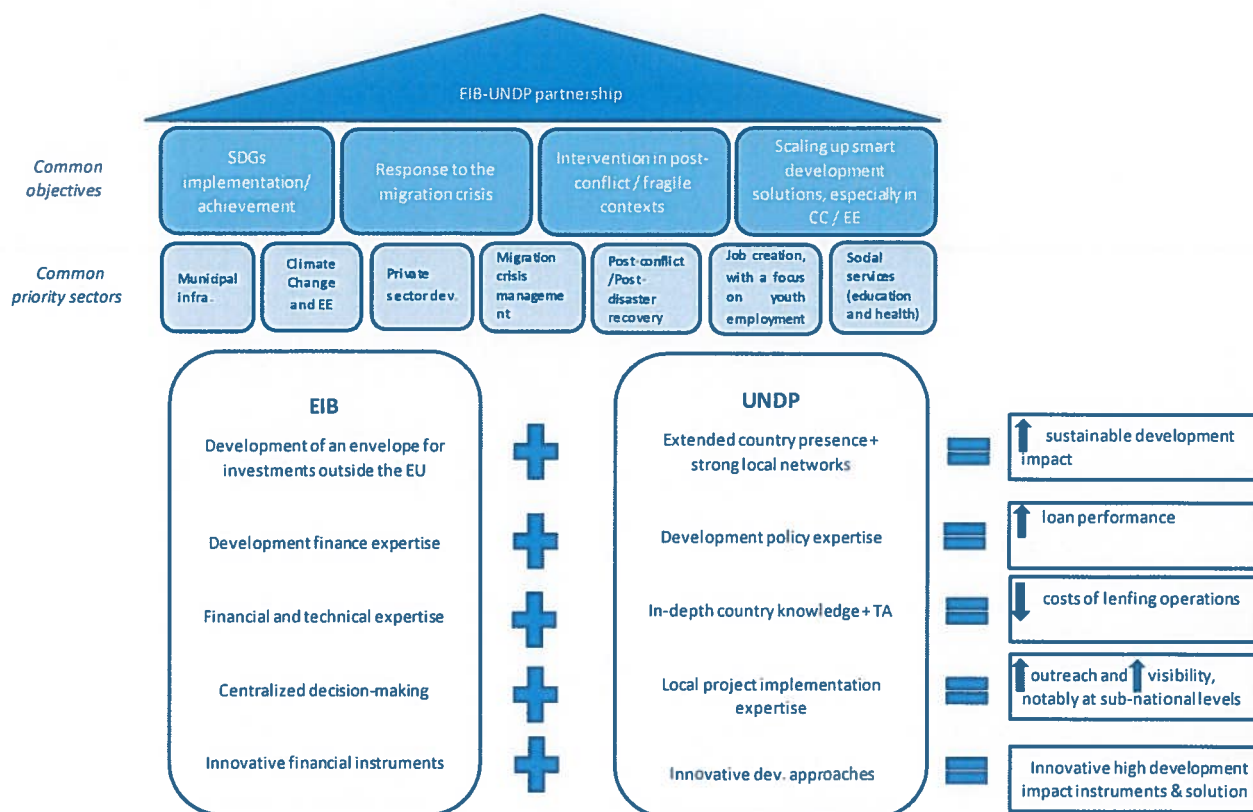 EIB-UNDP partnership
Common
objectives
SDGs
implementation/
achievement
Response to the
migration crisis
Intervention in post-
conflict / fragile
contexts
Scaling up smart
development
solutions, especially in
CC / EE
Common
priority sectors
Municipal
infra.
Climate
Change
and EE
Private
sector dev.
Migration
crisis
manageme
nt
Post-conflict
/Post-
disaster
recovery
Job creation,
with a focus
on youth
employment
Social
services
(education
and health)
EIB
UNDP
Development of an envelope for
investments outside the EU
Extended country presence +
strong local networks
sustainable development
impact
Development finance expertise
Development policy expertise
loan performance
Financial and technical expertise
In-depth country knowledge + TA
costs of lenfing operations
Centralized decision-making
Local project implementation
expertise
outreach and visibility,
notably at sub-national levels
Innovative financial instruments
Innovative dev. approaches
Innovative high development
impact instruments & solution